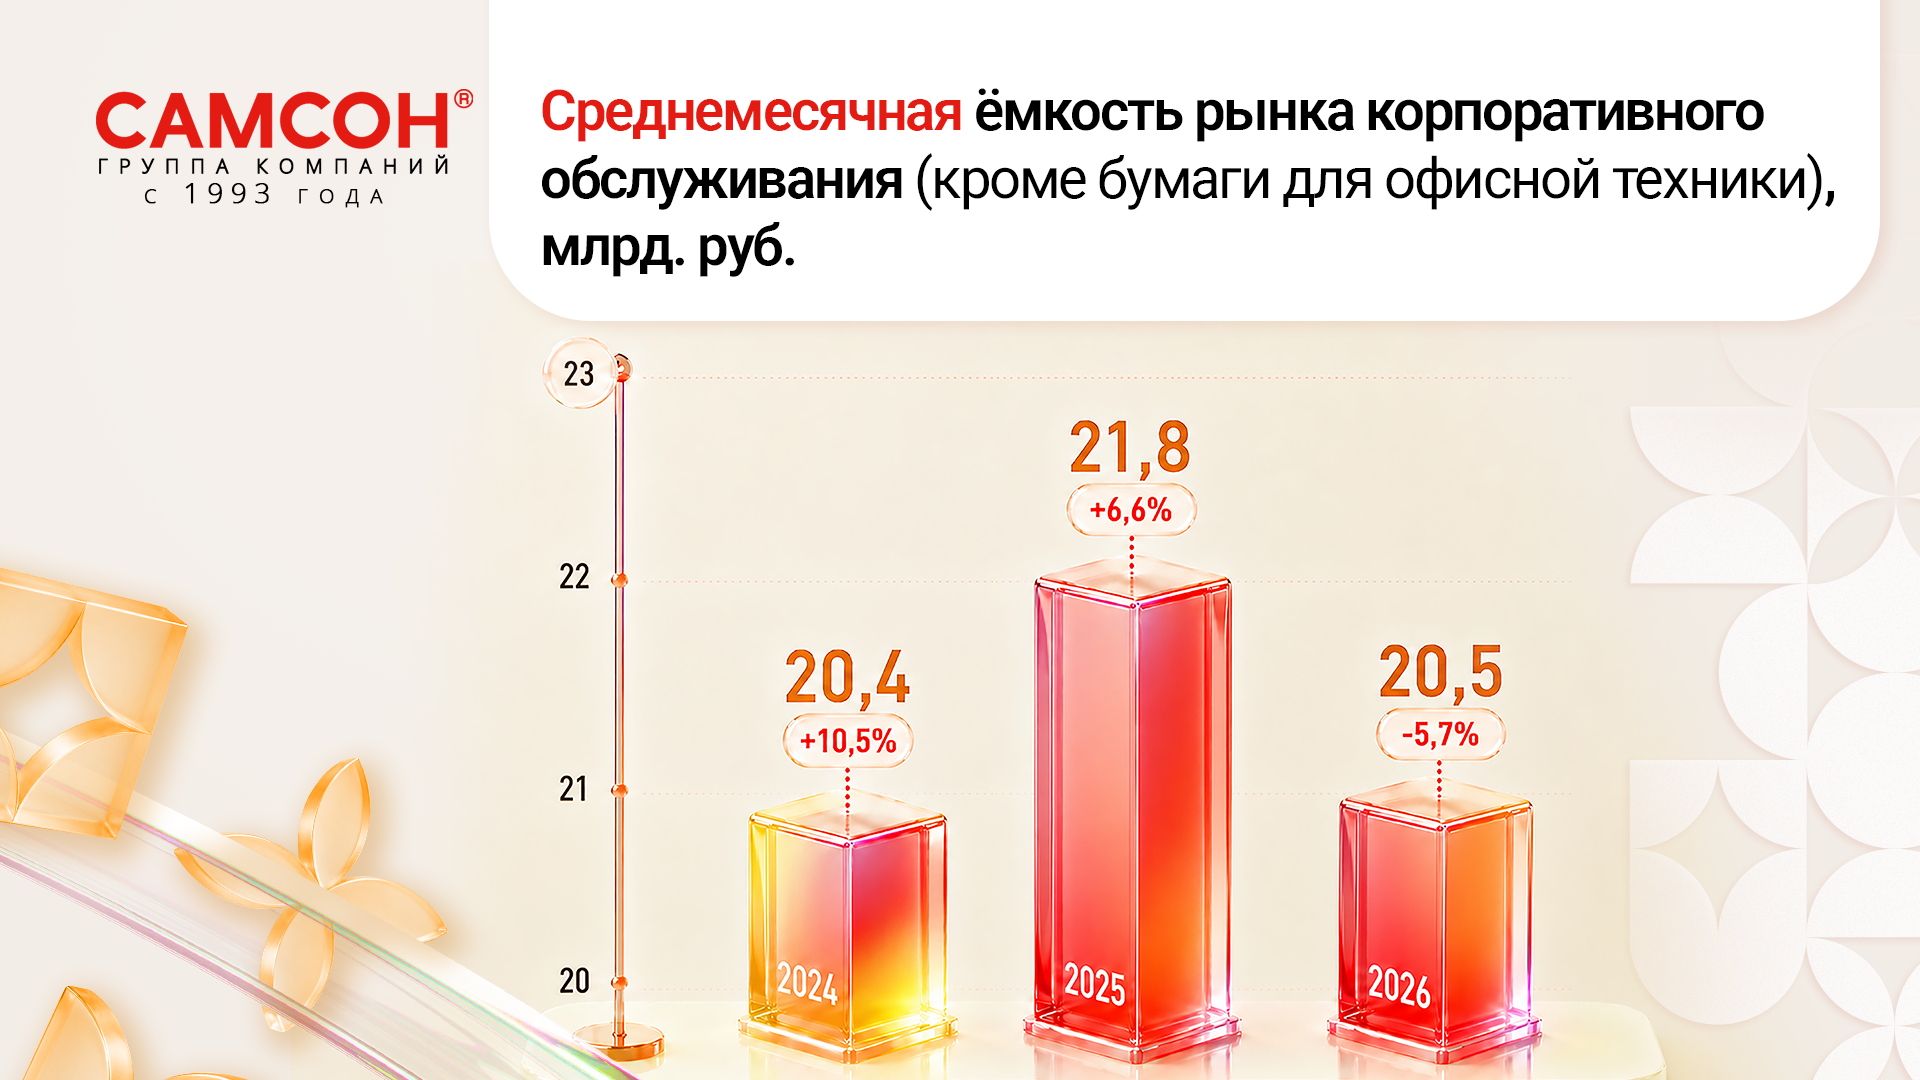 САМСОН®
ГРУППА КОМПАНИЙ
С 1993 ГОДА
Среднемесячная ёмкость рынка корпоративного
обслуживания (кроме бумаги для офисной техники),
млрд. руб.
23
22
21
20
20,4
+10,5%
2024
21,8
+6,6%
2025
20,5
-5,7%
2026